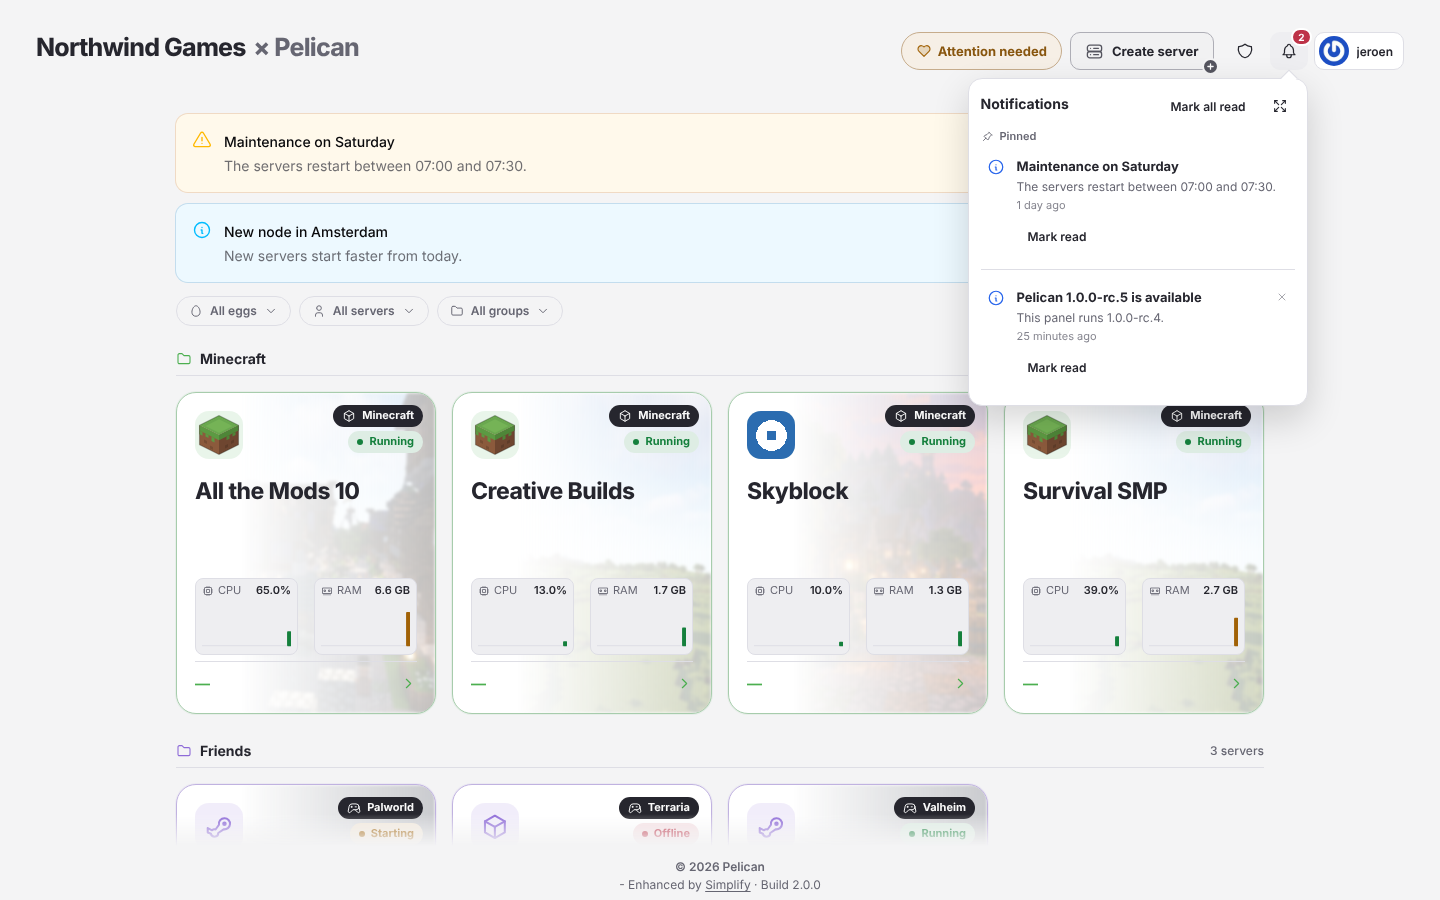 Northwind Games × Pelican
Attention needed
Create server
2
jeroen
Maintenance on Saturday
The servers restart between 07:00 and 07:30.
New node in Amsterdam
New servers start faster from today.
Notifications
Mark all read
Pinned
Maintenance on Saturday
The servers restart between 07:00 and 07:30.
1 day ago
Mark read
Pelican 1.0.0-rc.5 is available
This panel runs 1.0.0-rc.4.
25 minutes ago
Mark read
All eggs
All servers
All groups
Minecraft
Minecraft
Running
All the Mods 10
CPU 65.0%
RAM 6.6 GB
—
Minecraft
Running
Creative Builds
CPU 13.0%
RAM 1.7 GB
—
Minecraft
Running
Skyblock
CPU 10.0%
RAM 1.3 GB
—
Minecraft
Running
Survival SMP
CPU 39.0%
RAM 2.7 GB
—
Friends
3 servers
Palworld
Starting
Terraria
Offline
Valheim
Running
© 2026 Pelican
- Enhanced by Simplify · Build 2.0.0